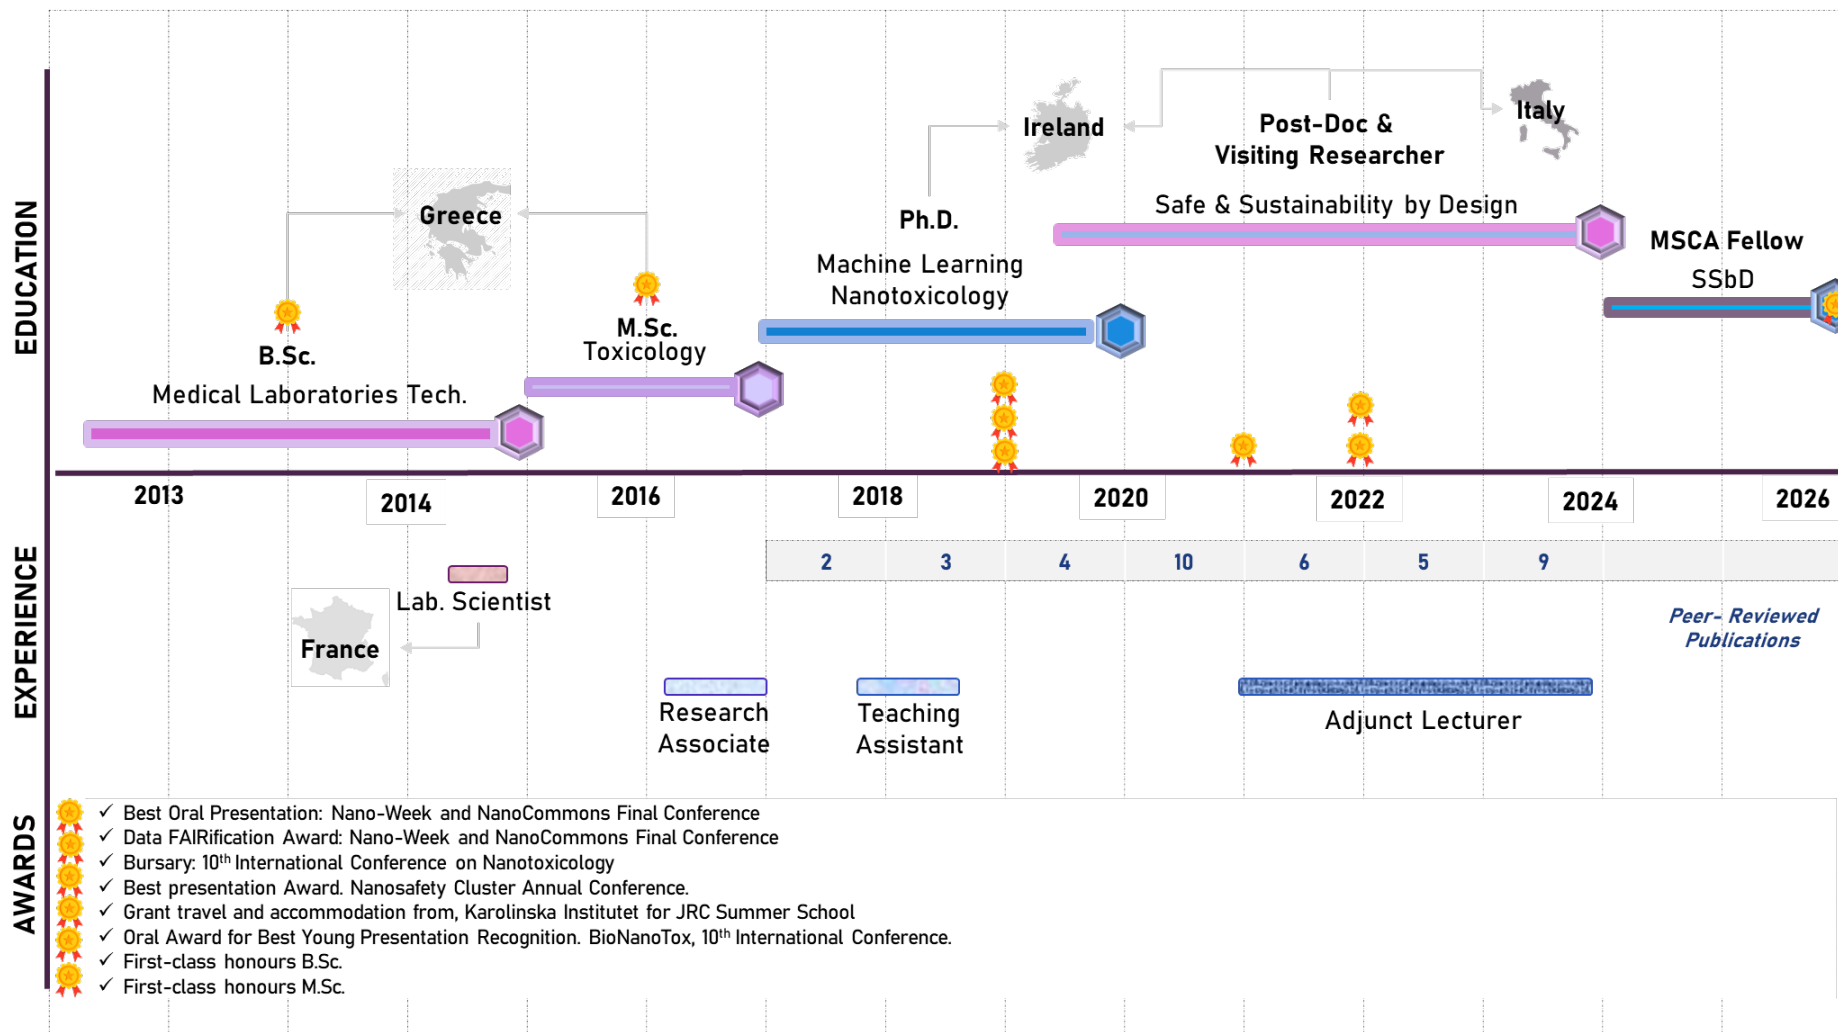 EDUCATION
Greece
B.Sc.
Medical Laboratories Tech.
M.Sc.
Toxicology
Ph.D.
Machine Learning
Nanotoxicology
Ireland
Post-Doc &
Visiting Researcher
Italy
Safe & Sustainability by Design
MSCA Fellow
SSbD
2013
2014
2016
2018
2020
2022
2024
2026
EXPERIENCE
2 3 4 10 6 5 9
Peer- Reviewed
Publications
Lab. Scientist
France
Research
Associate
Teaching
Assistant
Adjunct Lecturer
AWARDS
✓ Best Oral Presentation: Nano-Week and NanoCommons Final Conference
✓ Data FAIRification Award: Nano-Week and NanoCommons Final Conference
✓ Bursary: 10th International Conference on Nanotoxicology
✓ Best presentation Award. Nanosafety Cluster Annual Conference.
✓ Grant travel and accommodation from, Karolinska Institutet for JRC Summer School
✓ Oral Award for Best Young Presentation Recognition. BioNanoTox, 10th International Conference.
✓ First-class honours B.Sc.
✓ First-class honours M.Sc.